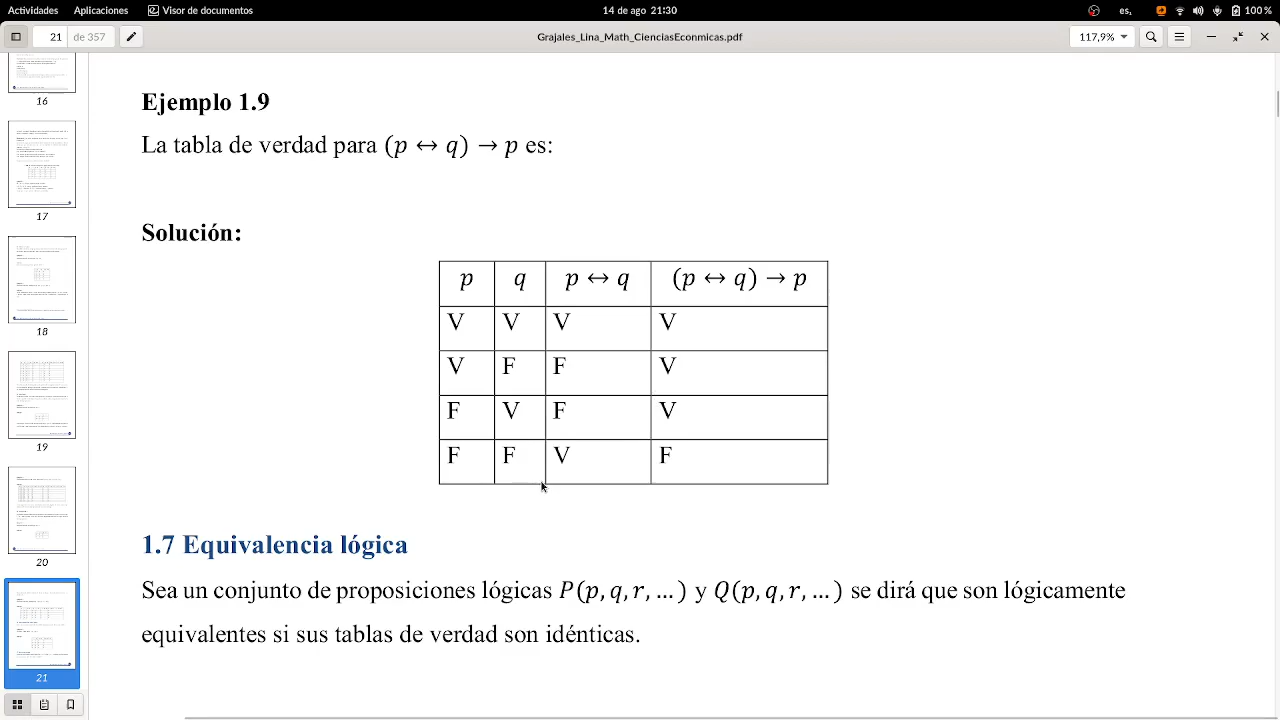 Actividades Aplicaciones Visor de documentos 14 de ago 21:30 es, 100 %
21 de 357 Grajales_Lina_Math_CienciasEconmicas.pdf 117,9%
16
17
18
19
20
21
Ejemplo 1.9
La tabla de verdad para (p ↔ q) → p es:
Solución:
p q p ↔ q (p ↔ q) → p
V V V V
V F F V
F V F V
F F V F
1.7 Equivalencia lógica
Sea un conjunto de proposiciones lógicas P(p, q, r, …) y Q(p, q, r, …) se dirá que son lógicamente
equivalentes si sus tablas de verdad son idénticas.